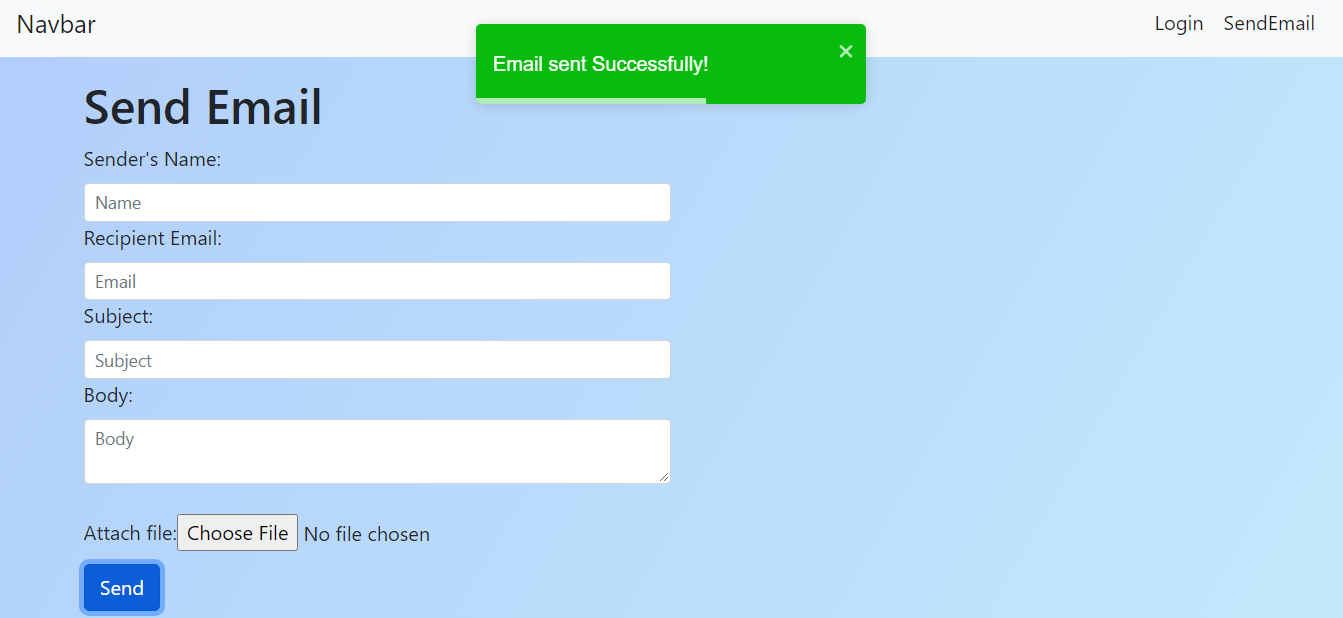 Navbar
Login SendEmail
Email sent Successfully!
×
Send Email
Sender's Name:
Name
Recipient Email:
Email
Subject:
Subject
Body:
Body
Attach file: Choose File No file chosen
Send